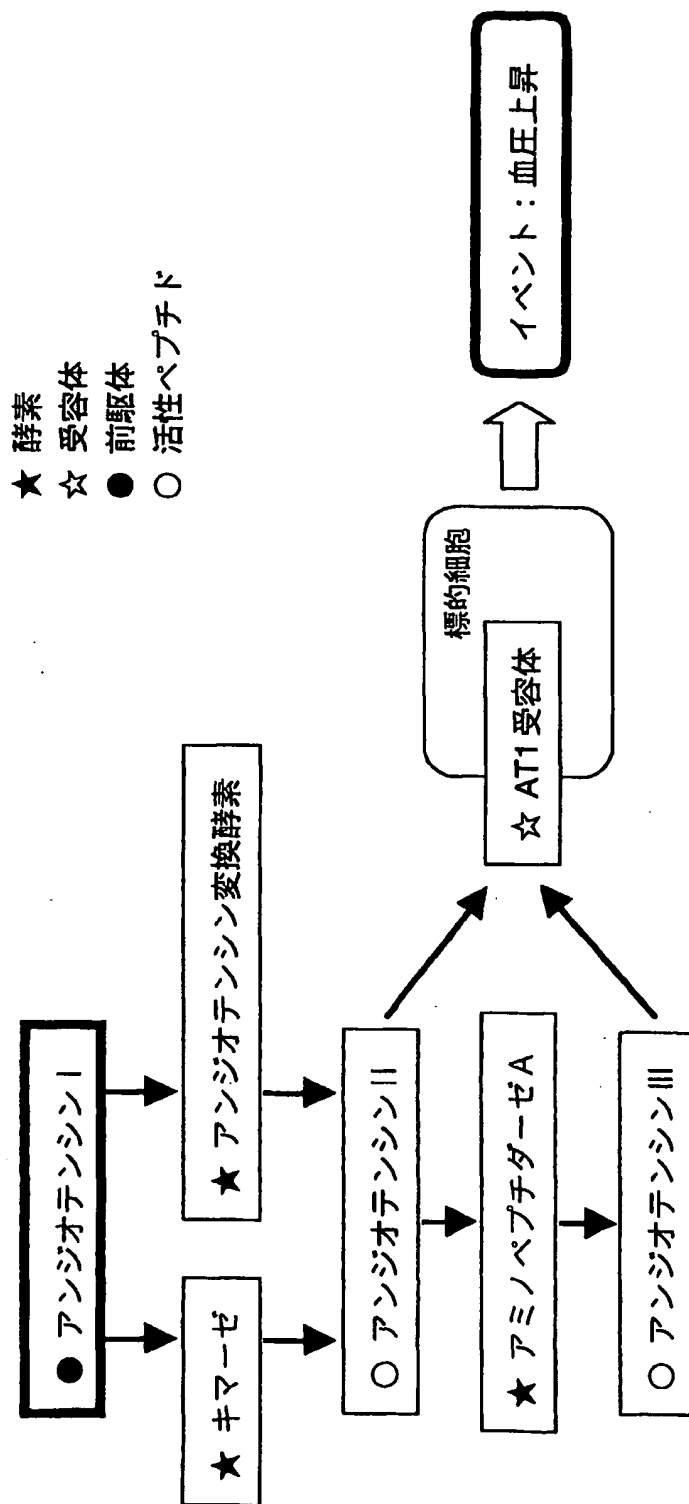 ★ 酵素
☆ 受容体
● 前駆体
○ 活性ペプチド
● アンジオテンシン I
★ キマーゼ
★ アンジオテンシン変換酵素
○ アンジオテンシン II
★ アミノペプチダーゼ A
○ アンジオテンシン III
標的細胞
☆ AT1 受容体
イベント：血圧上昇